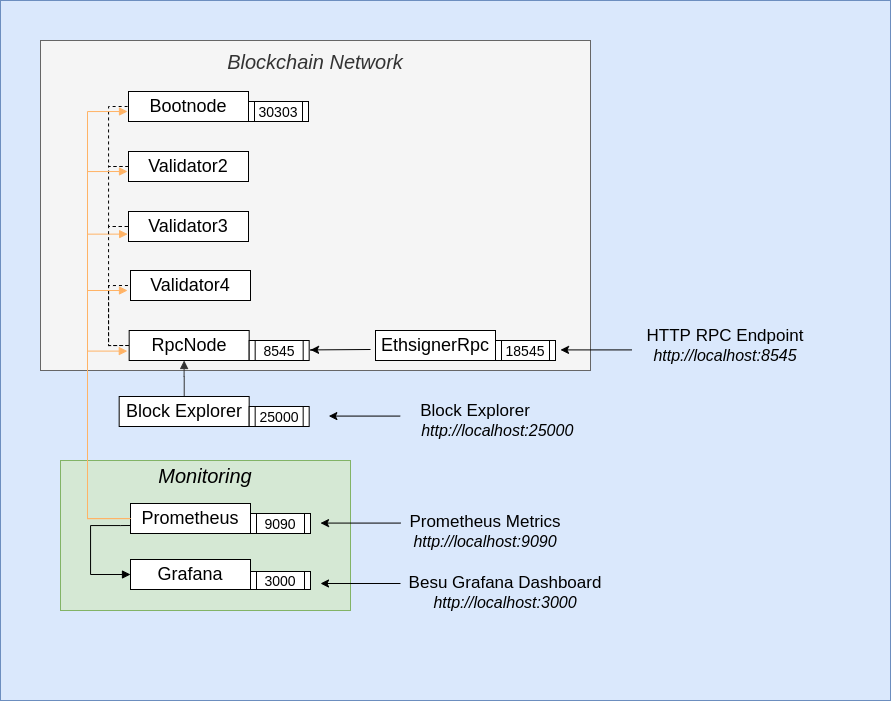 Blockchain Network
Bootnode
30303
Validator2
Validator3
Validator4
RpcNode
8545
EthsignerRpc
18545
HTTP RPC Endpoint
http://localhost:8545
Block Explorer
25000
Block Explorer
http://localhost:25000
Monitoring
Prometheus
9090
Prometheus Metrics
http://localhost:9090
Grafana
3000
Besu Grafana Dashboard
http://localhost:3000